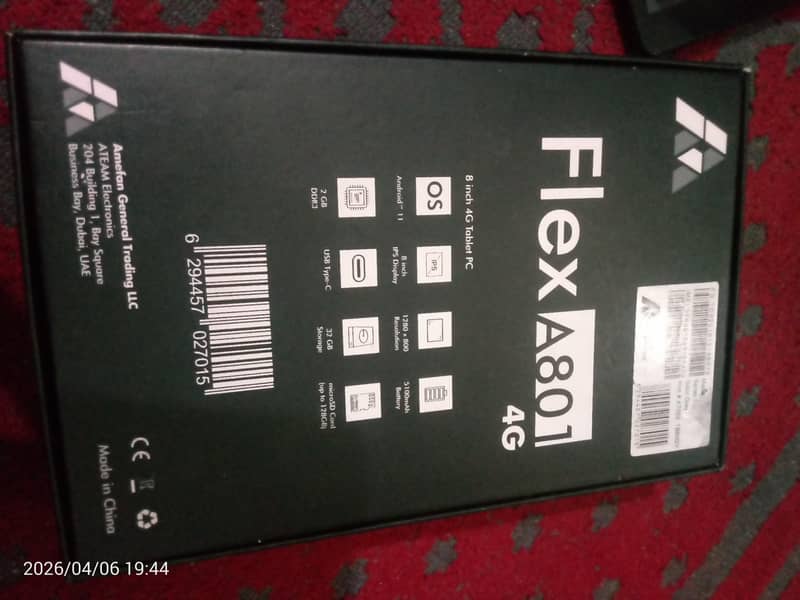 Flex A801
4G
8 inch 4G Tablet PC
OS
Android™ 11
IPS
8 inch
IPS Display
1280 x 800
Resolution
5100mAh
Battery
2 GB
DDR3
USB Type-C
32 GB
Storage
microSD Card
(up to 128GB)
6 294457 027015
Amefan General Trading LLC
ATEAM Electronics
204 Building 1, Bay Square
Business Bay, Dubai, UAE
CE
Made in China
2026/04/06 19:44